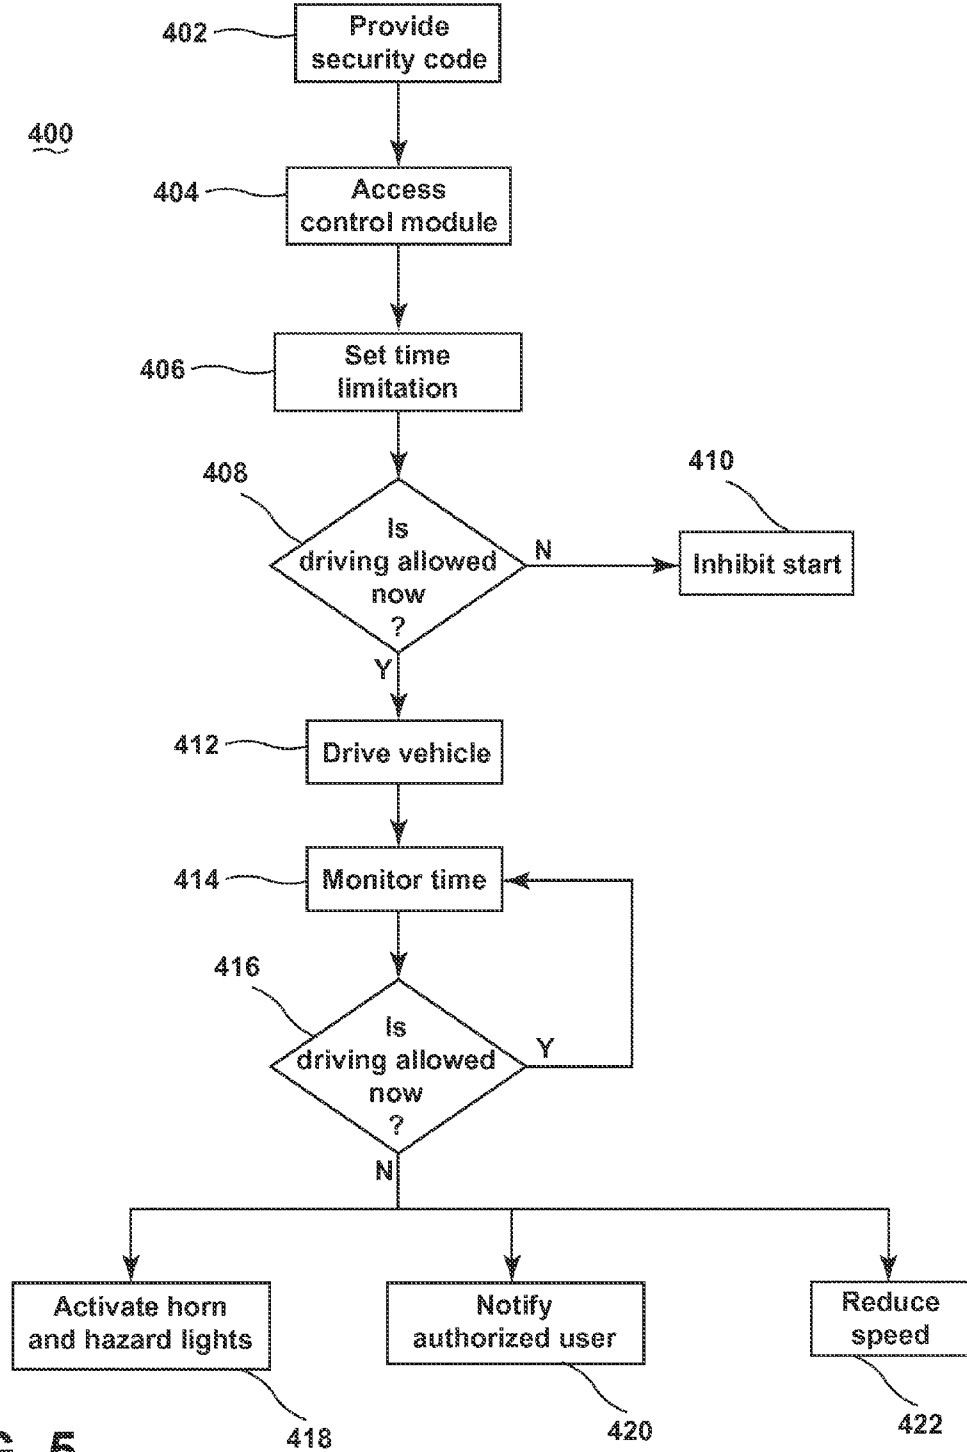 402
Provide
security code
400
404
Access
control module
406
Set time
limitation
408
Is
driving allowed
now
?
N
410
Inhibit start
Y
412
Drive vehicle
414
Monitor time
416
Is
driving allowed
now
?
Y
N
Activate horn
and hazard lights
Notify
authorized user
Reduce
speed
418
420
422
5